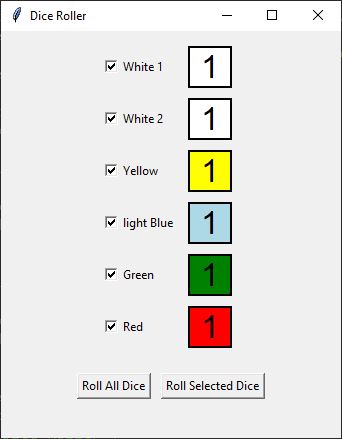 Dice Roller
White 1 1
White 2 1
Yellow 1
light Blue 1
Green 1
Red 1
Roll All Dice Roll Selected Dice